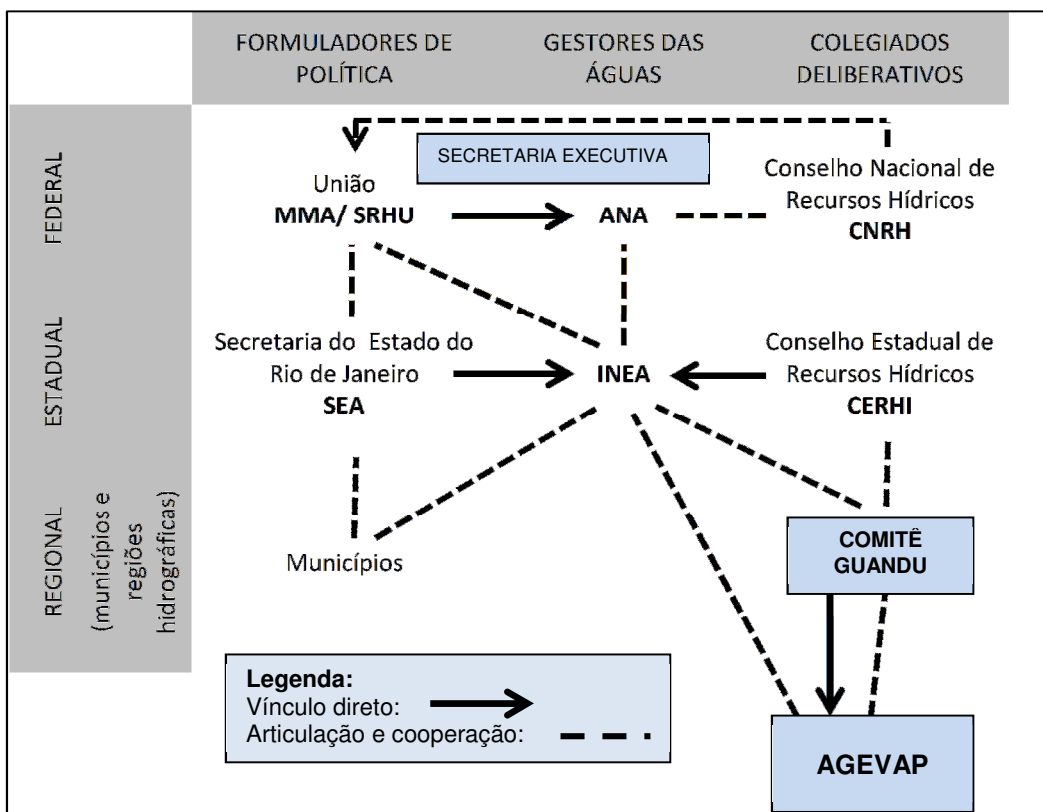 FORMULADORES DE
POLÍTICA
GESTORES DAS
ÁGUAS
COLEGIADOS
DELIBERATIVOS
FEDERAL
SECRETARIA EXECUTIVA
União
MMA/ SRHU
ANA
Conselho Nacional de
Recursos Hídricos
CNRH
ESTADUAL
Secretaria do Estado do
Rio de Janeiro
SEA
INEA
Conselho Estadual de
Recursos Hídricos
CERHI
REGIONAL
(municípios e
regiões
hidrográficas)
Municípios
COMITÊ
GUANDU
AGEVAP
Legenda:
Vínculo direto:
Articulação e cooperação: